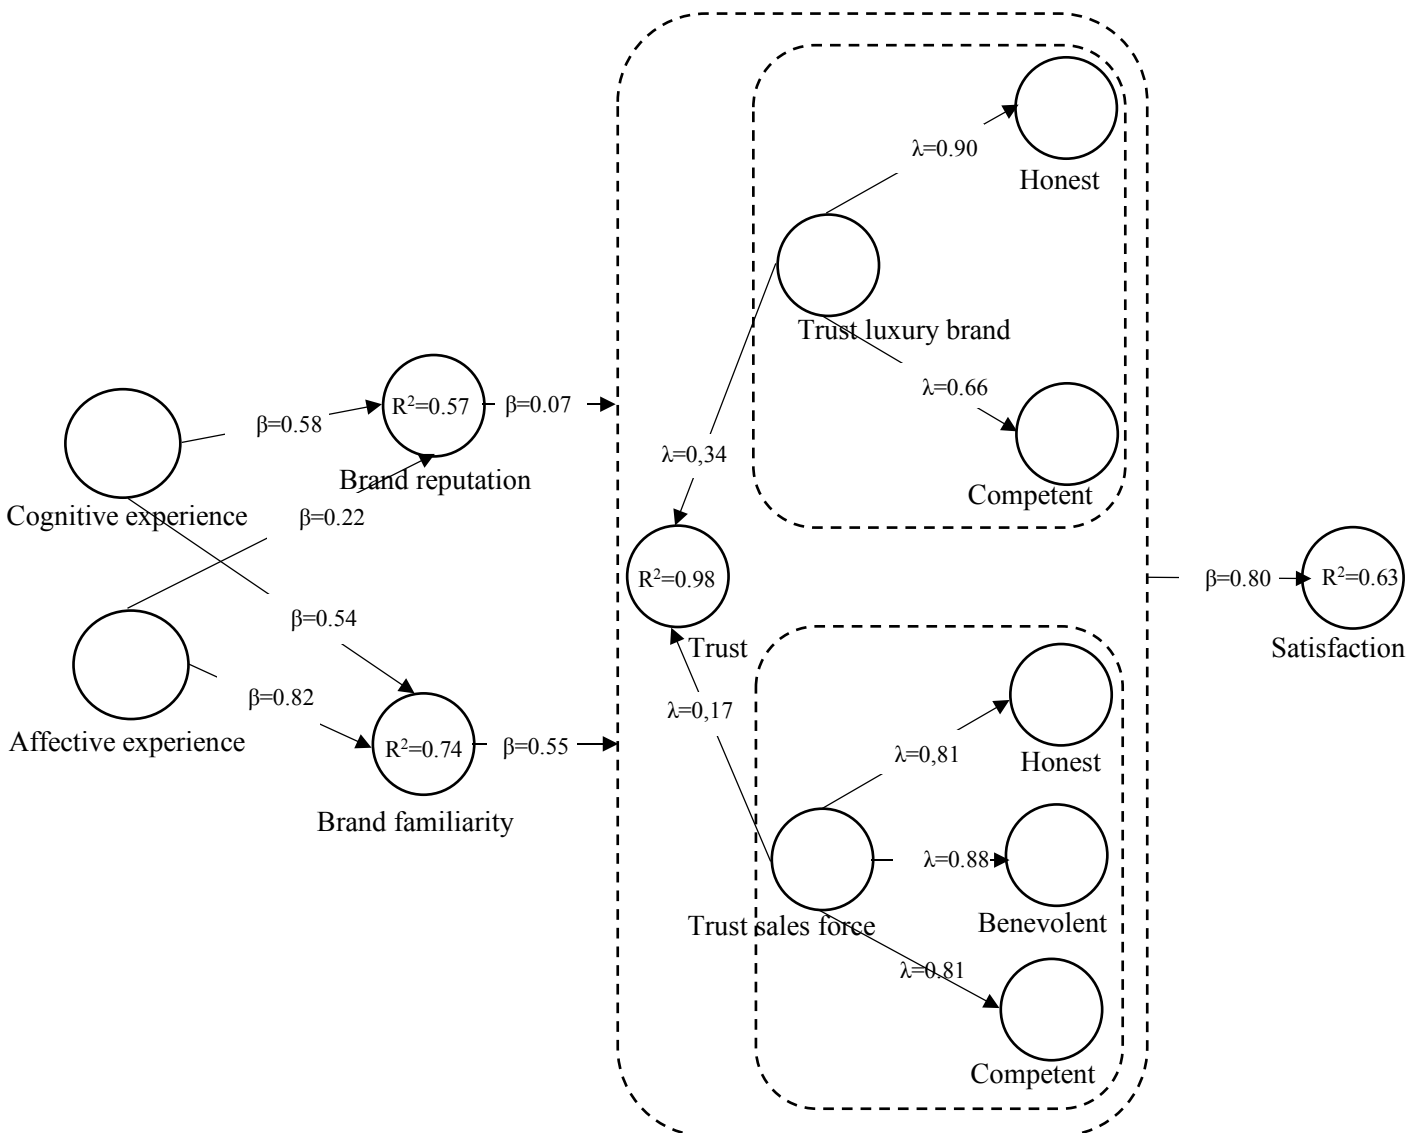 λ=0.90
Honest
Trust luxury brand
λ=0.66
Competent
β=0.58
R²=0.57
β=0.07
Brand reputation
Cognitive experience
β=0.22
λ=0,34
R²=0.98
Trust
β=0.80
R²=0.63
Satisfaction
β=0.54
β=0.82
Affective experience
R²=0.74
β=0.55
Brand familiarity
λ=0,17
λ=0,81
Honest
λ=0.88
Benevolent
Trust sales force
λ=0.81
Competent